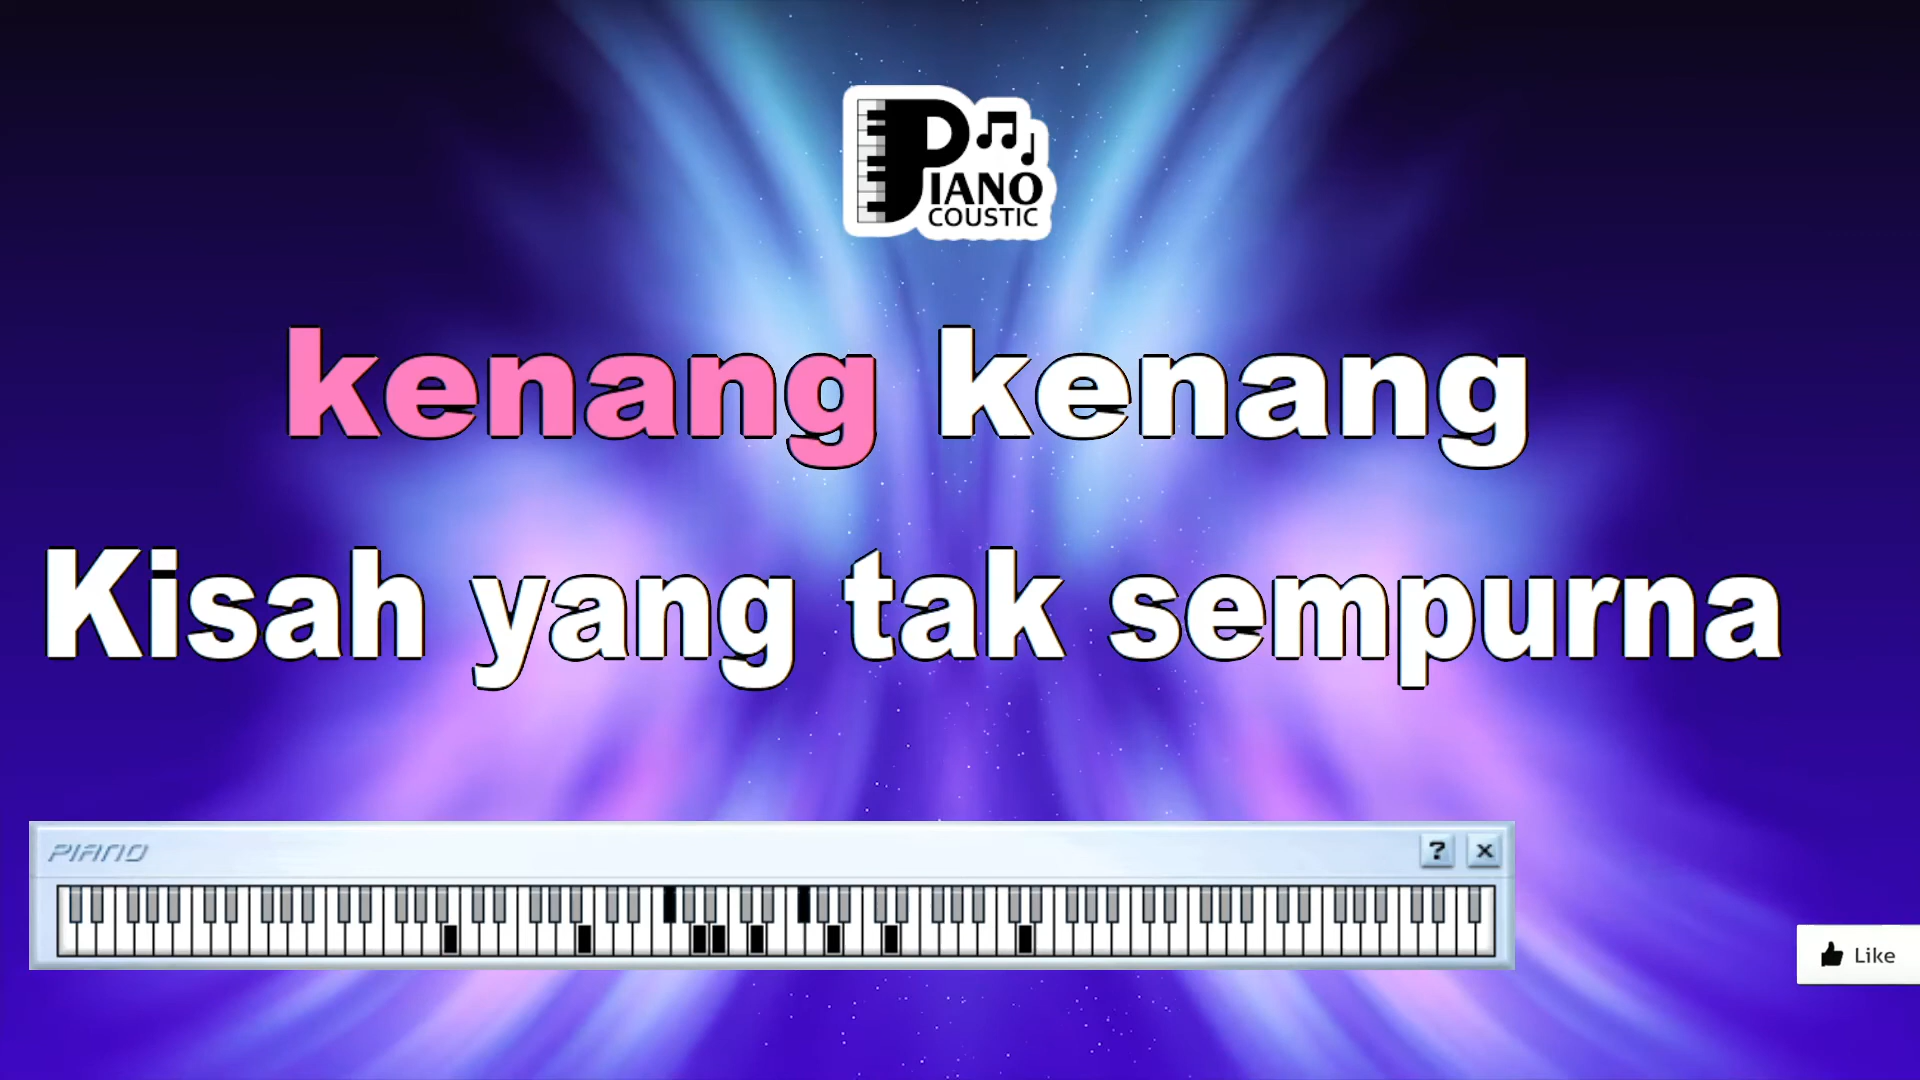 PIANO
COUSTIC
kenang kenang
Kisah yang tak sempurna
PIANO
? x
Like